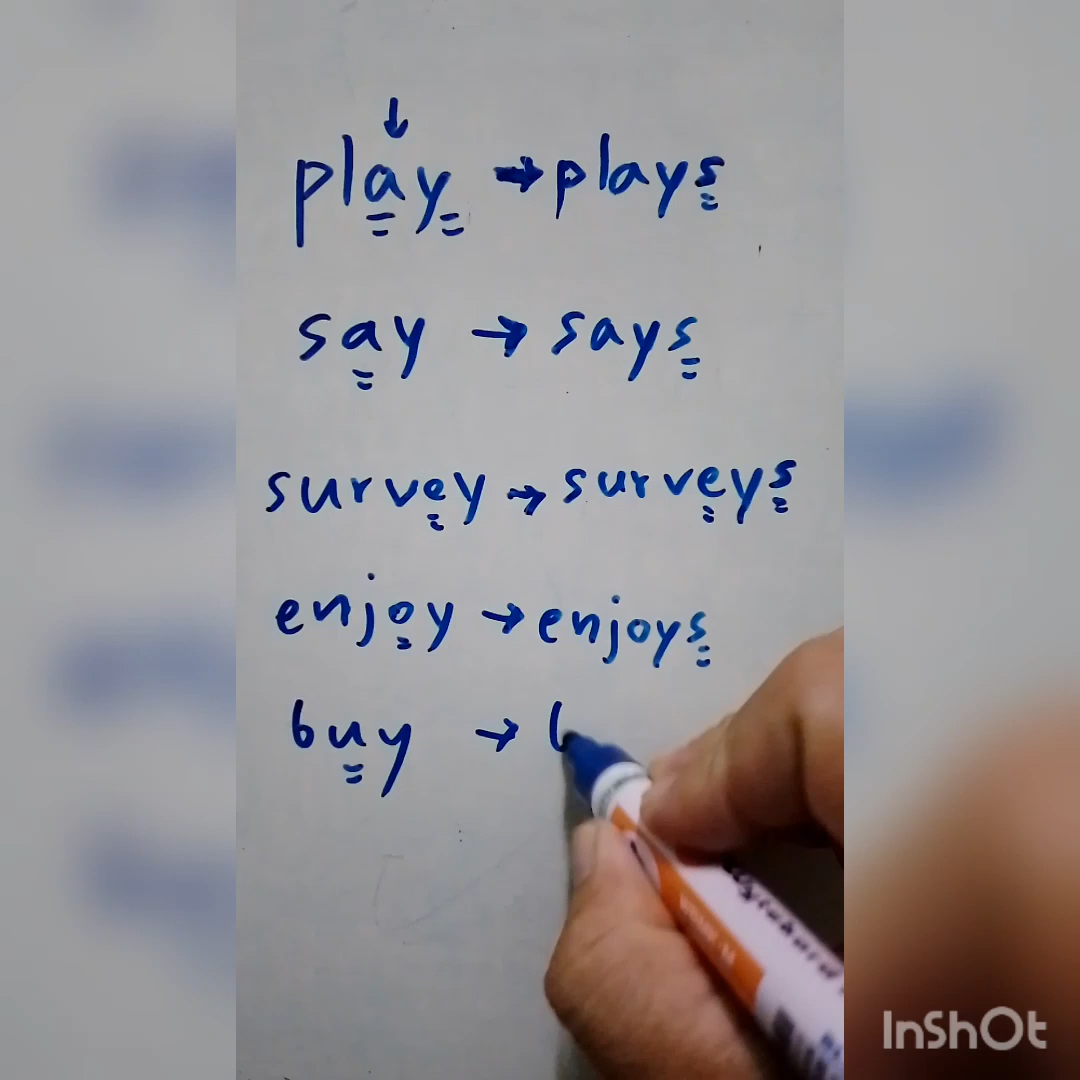 play → plays
say → says
survey → surveys
enjoy → enjoys
buy → b
InShOt